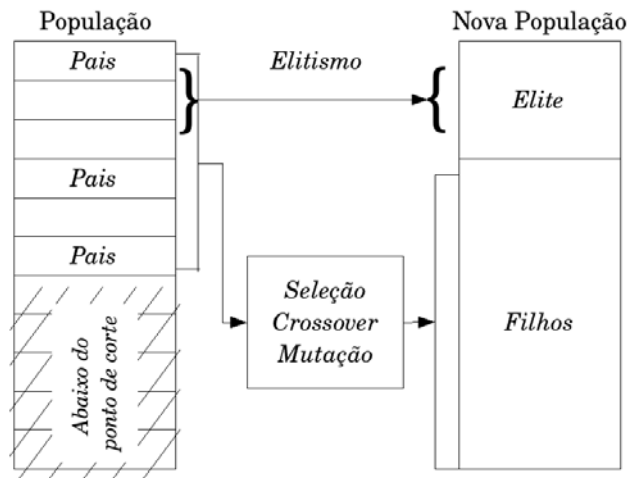 População
Pais
Pais
Pais
Abaixo do
ponto de corte
Elitismo
Seleção
Crossover
Mutação
Nova População
Elite
Filhos